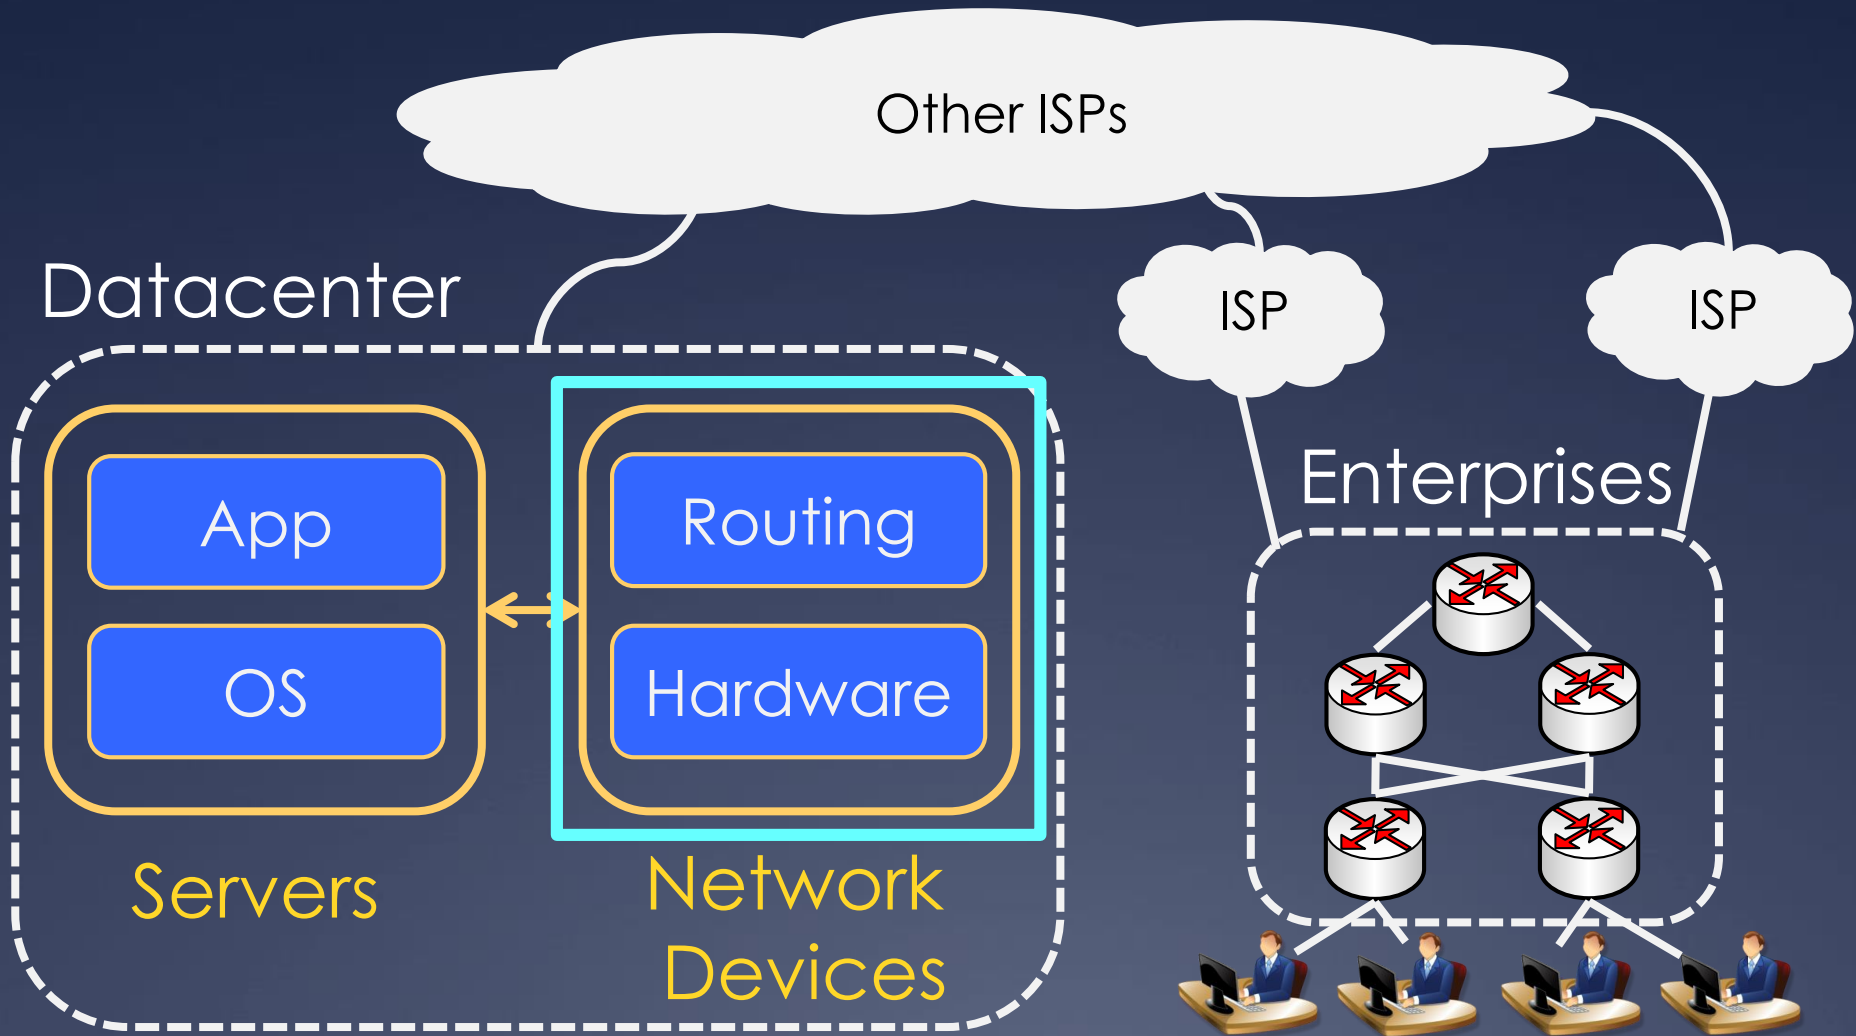 Other ISPs
Datacenter
ISP
ISP
App
OS
Routing
Hardware
Servers
Network
Devices
Enterprises